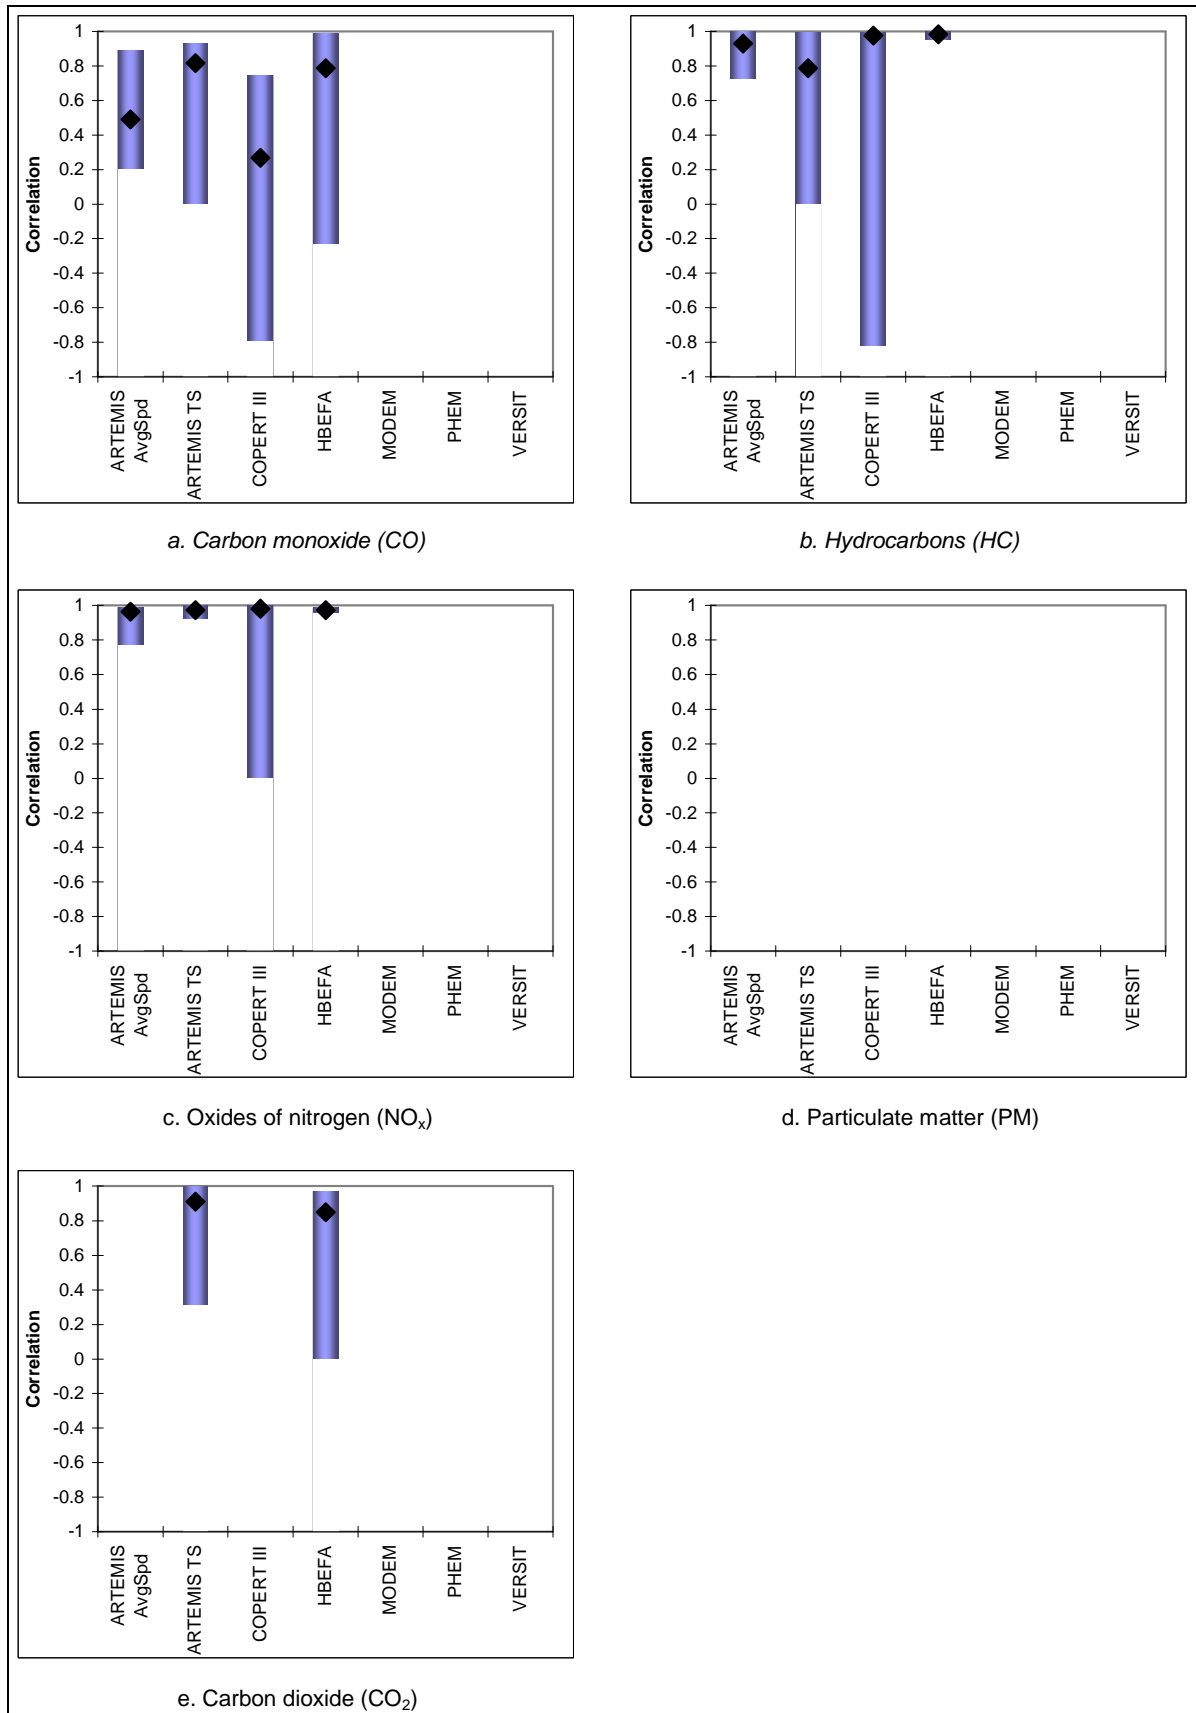 1
0.8
0.6
0.4
0.2
0
-0.2
-0.4
-0.6
-0.8
-1
Correlation
ARTEMIS
AvgSpd
ARTEMIS TS
COPERT III
HBEFA
MODEM
PHEM
VERSIT
a. Carbon monoxide (CO)
1
0.8
0.6
0.4
0.2
0
-0.2
-0.4
-0.6
-0.8
-1
Correlation
ARTEMIS
AvgSpd
ARTEMIS TS
COPERT III
HBEFA
MODEM
PHEM
VERSIT
b. Hydrocarbons (HC)
1
0.8
0.6
0.4
0.2
0
-0.2
-0.4
-0.6
-0.8
-1
Correlation
ARTEMIS
AvgSpd
ARTEMIS TS
COPERT III
HBEFA
MODEM
PHEM
VERSIT
c. Oxides of nitrogen (NOx)
1
0.8
0.6
0.4
0.2
0
-0.2
-0.4
-0.6
-0.8
-1
Correlation
ARTEMIS
AvgSpd
ARTEMIS TS
COPERT III
HBEFA
MODEM
PHEM
VERSIT
d. Particulate matter (PM)
1
0.8
0.6
0.4
0.2
0
-0.2
-0.4
-0.6
-0.8
-1
Correlation
ARTEMIS
AvgSpd
ARTEMIS TS
COPERT III
HBEFA
MODEM
PHEM
VERSIT
e. Carbon dioxide (CO2)